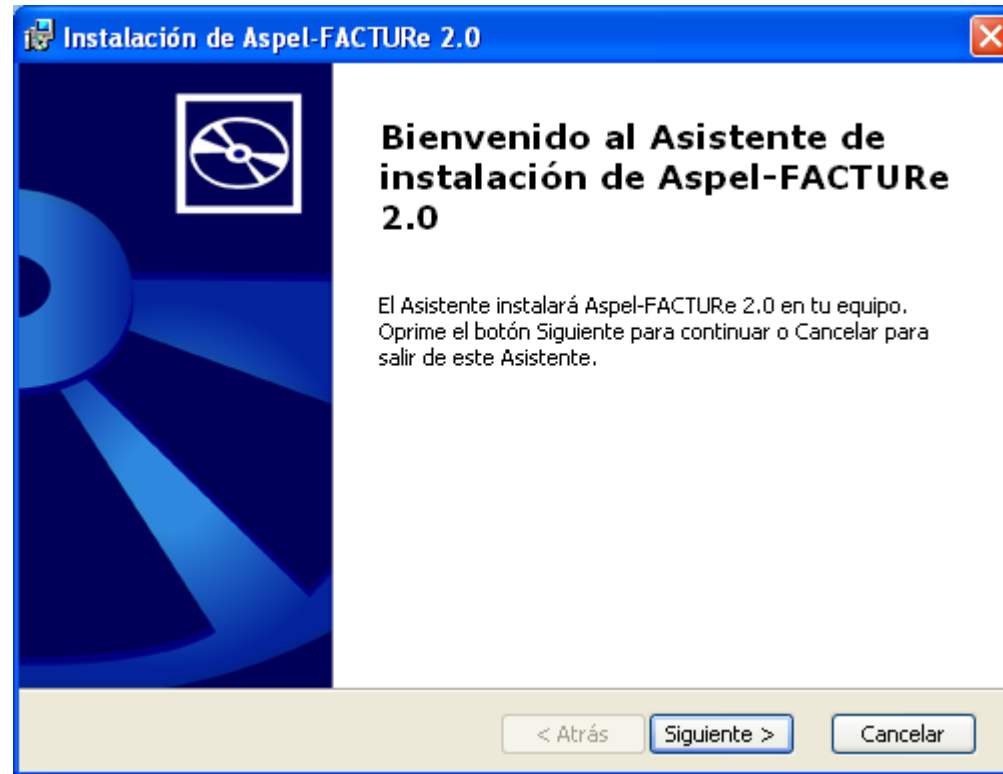 Instalación de Aspel-FACTURe 2.0
Bienvenido al Asistente de
instalación de Aspel-FACTURe
2.0
El Asistente instalará Aspel-FACTURe 2.0 en tu equipo.
Oprime el botón Siguiente para continuar o Cancelar para
salir de este Asistente.
< Atrás Siguiente > Cancelar